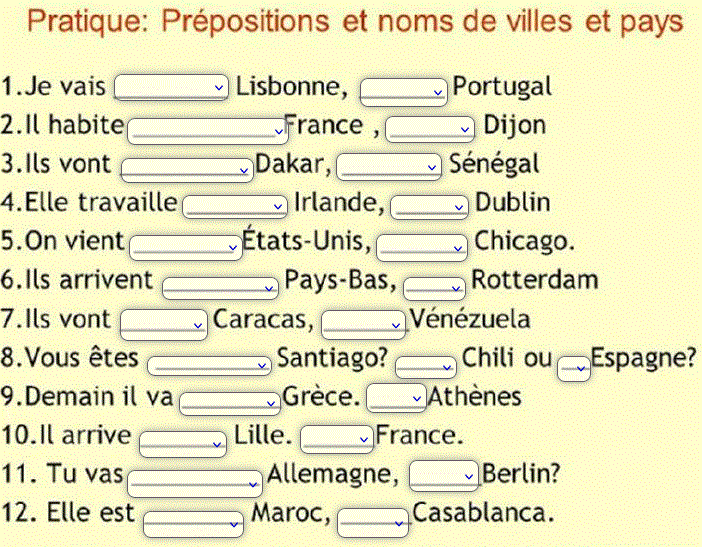 Pratique: Prépositions et noms de villes et pays
1.Je vais Lisbonne, Portugal
2.Il habite France , Dijon
3.Ils vont Dakar, Sénégal
4.Elle travaille Irlande, Dublin
5.On vient États-Unis, Chicago.
6.Ils arrivent Pays-Bas, Rotterdam
7.Ils vont Caracas, Vénézuela
8.Vous êtes Santiago? Chili ou Espagne?
9.Demain il va Grèce. Athènes
10.Il arrive Lille. France.
11. Tu vas Allemagne, Berlin?
12. Elle est Maroc, Casablanca.